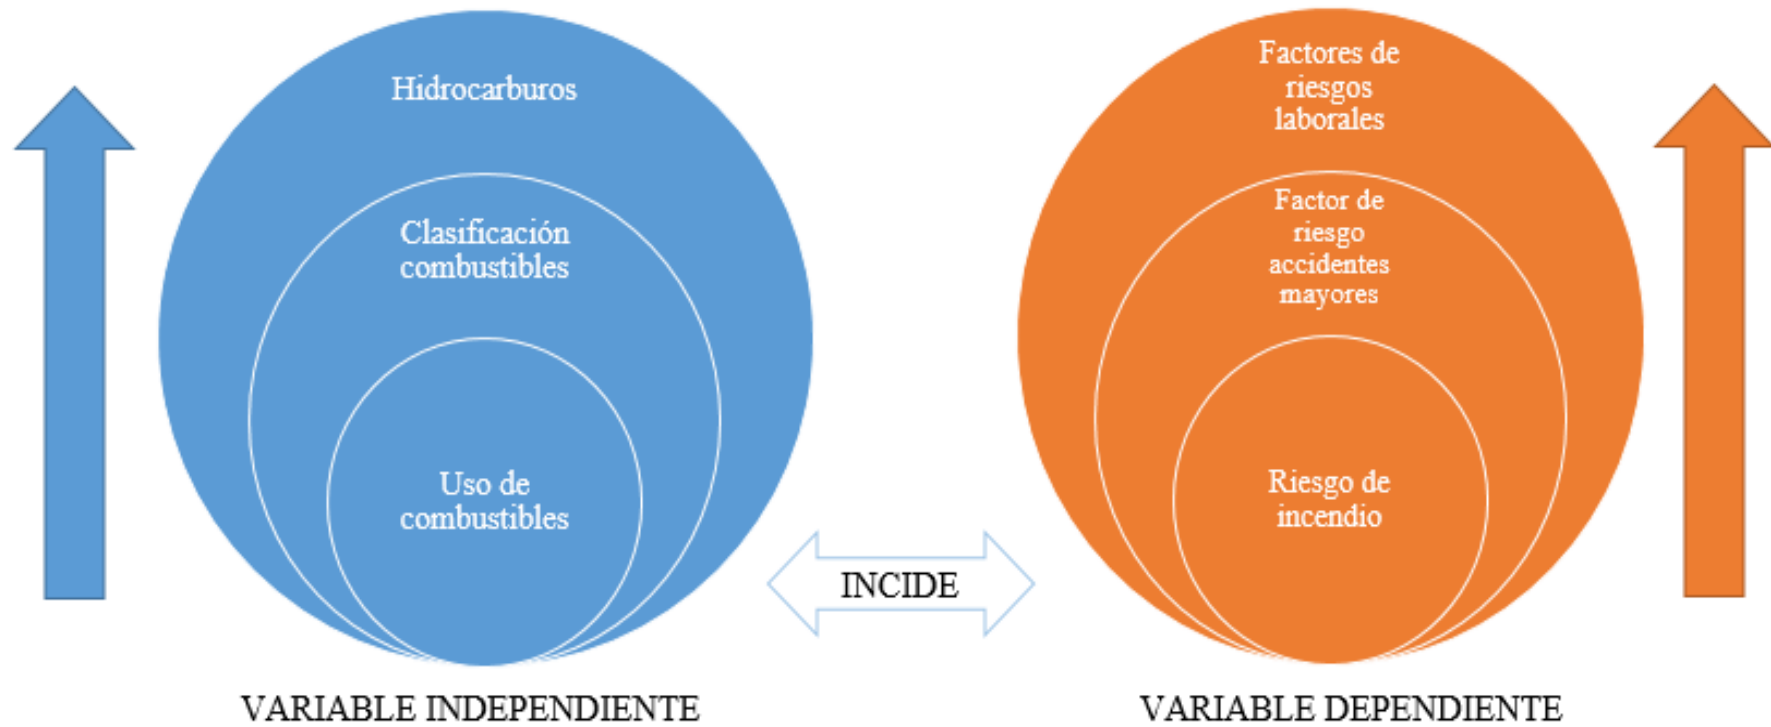 Hidrocarburos
Clasificación
combustibles
Uso de
combustibles
Factores de
riesgos
laborales
Factor de
riesgo
accidentes
mayores
Riesgo de
incendio
INCIDE
VARIABLE INDEPENDIENTE
VARIABLE DEPENDIENTE